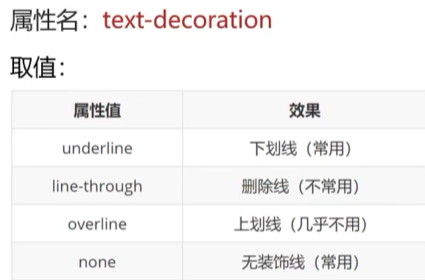 属性名：text-decoration
取值：
属性值 效果
underline 下划线（常用）
line-through 删除线（不常用）
overline 上划线（几乎不用）
none 无装饰线（常用）